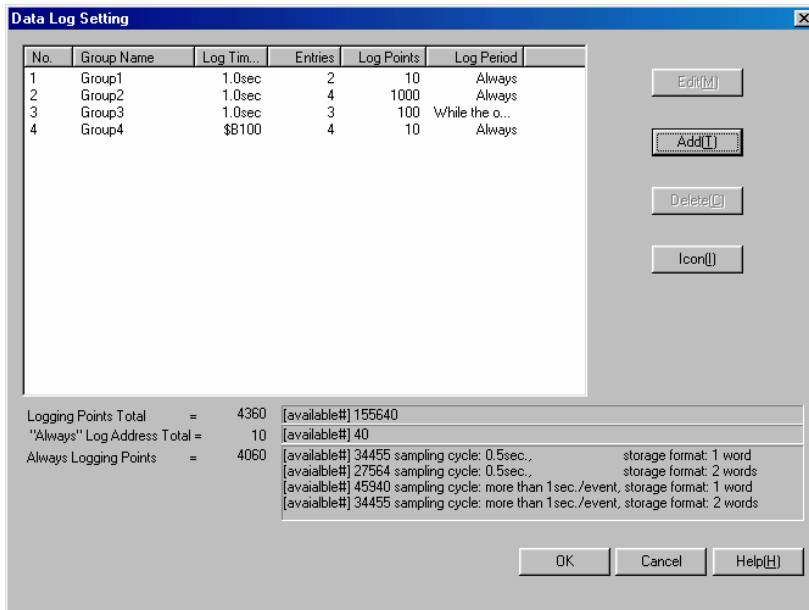 Data Log Setting
No. Group Name Log Tim... Entries Log Points Log Period
1 Group1 1.0sec 2 10 Always
2 Group2 1.0sec 4 1000 Always
3 Group3 1.0sec 3 100 While the o...
4 Group4 $B100 4 10 Always
Edit(M)
Add(T)
Delete(C)
Icon(I)
Logging Points Total = 4360 [available#] 155640
"Always" Log Address Total = 10 [available#] 40
Always Logging Points = 4060 [available#] 34455 sampling cycle: 0.5sec., storage format: 1 word
[avaialble#] 27564 sampling cycle: 0.5sec., storage format: 2 words
[avaialble#] 45940 sampling cycle: more than 1sec./event, storage format: 1 word
[avaialble#] 34455 sampling cycle: more than 1sec./event, storage format: 2 words
OK Cancel Help(H)